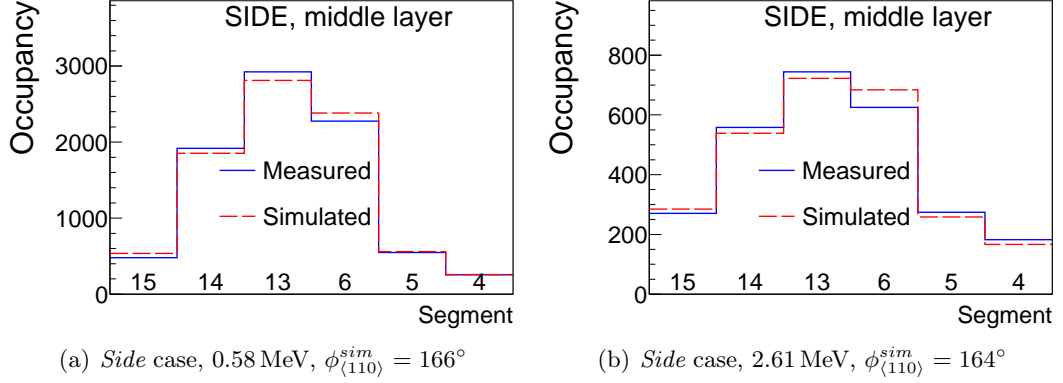 SIDE, middle layer
Occupancy
3000
2000
1000
0
Measured
Simulated
15 14 13 6 5 4
Segment
(a) Side case, 0.58 MeV, ϕ^{sim}_{⟨110⟩} = 166°
SIDE, middle layer
Occupancy
800
600
400
200
0
Measured
Simulated
15 14 13 6 5 4
Segment
(b) Side case, 2.61 MeV, ϕ^{sim}_{⟨110⟩} = 164°